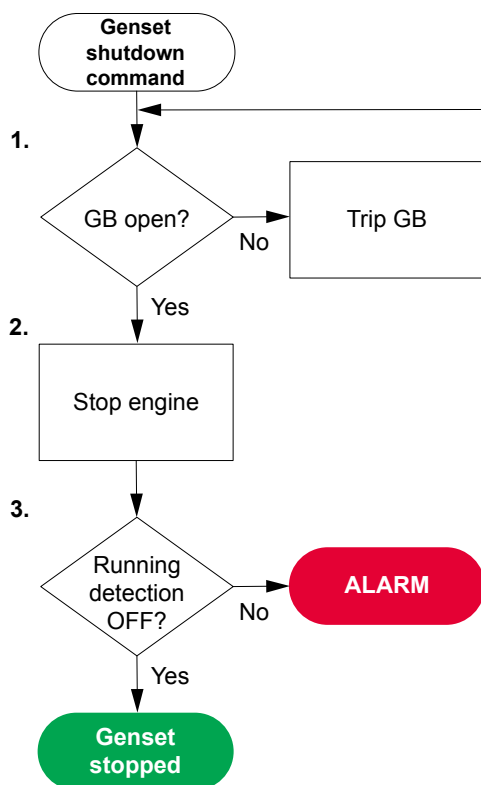 Genset
shutdown
command
1.
GB open?
No
Trip GB
Yes
2.
Stop engine
3.
Running
detection
OFF?
No
ALARM
Yes
Genset
stopped